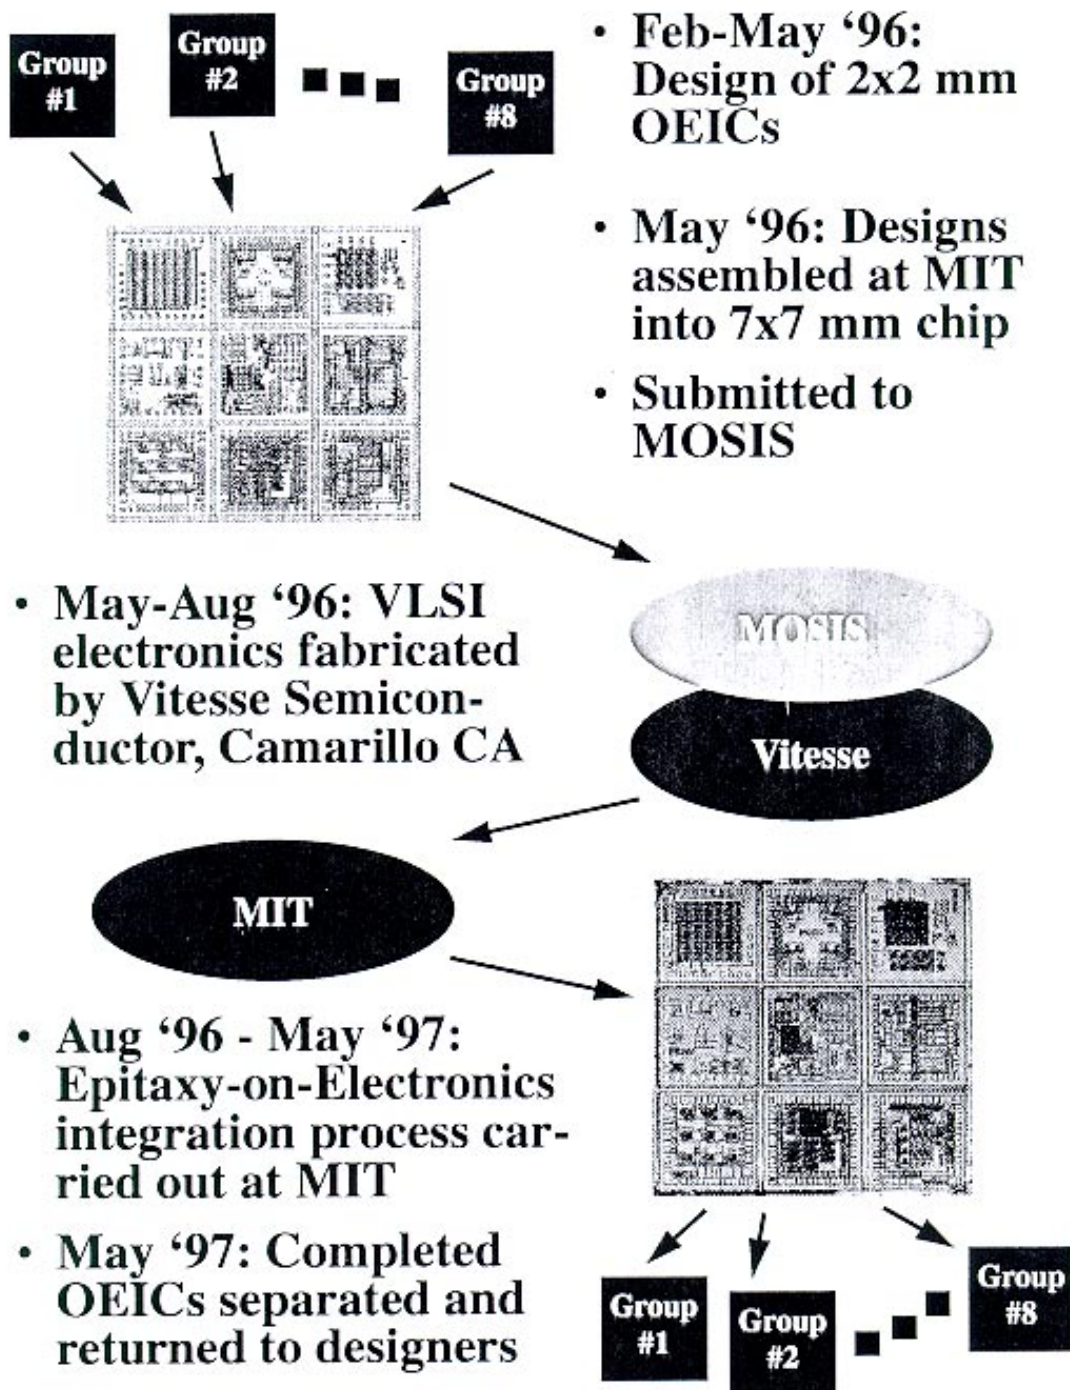 Group
#1
Group
#2
Group
#8
• Feb-May ‘96:
Design of 2x2 mm
OEICs
• May ‘96: Designs
assembled at MIT
into 7x7 mm chip
• Submitted to
MOSIS
• May-Aug ‘96: VLSI
electronics fabricated
by Vitesse Semicon-
ductor, Camarillo CA
MOSIS
Vitesse
MIT
• Aug ‘96 - May ‘97:
Epitaxy-on-Electronics
integration process car-
ried out at MIT
• May ‘97: Completed
OEICs separated and
returned to designers
Group
#1
Group
#2
Group
#8